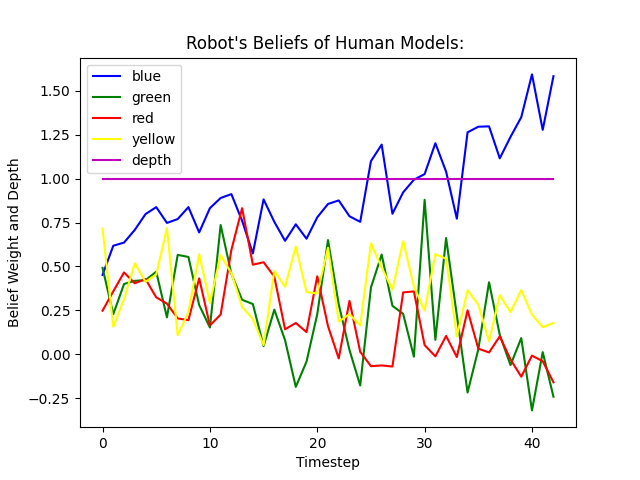 Robot's Beliefs of Human Models:
blue
green
red
yellow
depth
Belief Weight and Depth
1.50
1.25
1.00
0.75
0.50
0.25
0.00
−0.25
0
10
20
30
40
Timestep